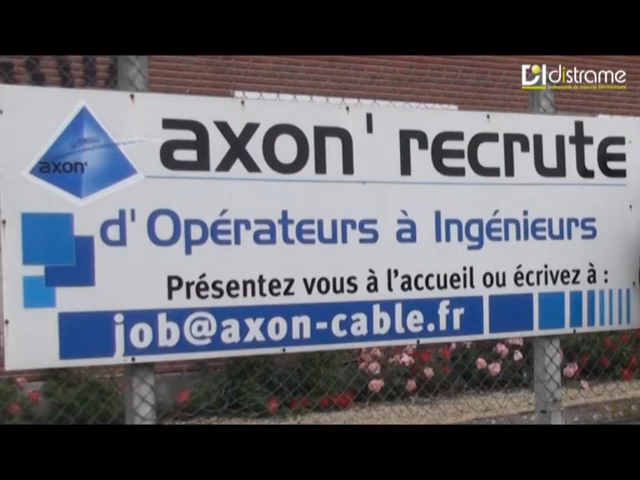 distrame
axon' recrute
axon'
d'Opérateurs à Ingénieurs
Présentez vous à l'accueil ou écrivez à :
job@axon-cable.fr